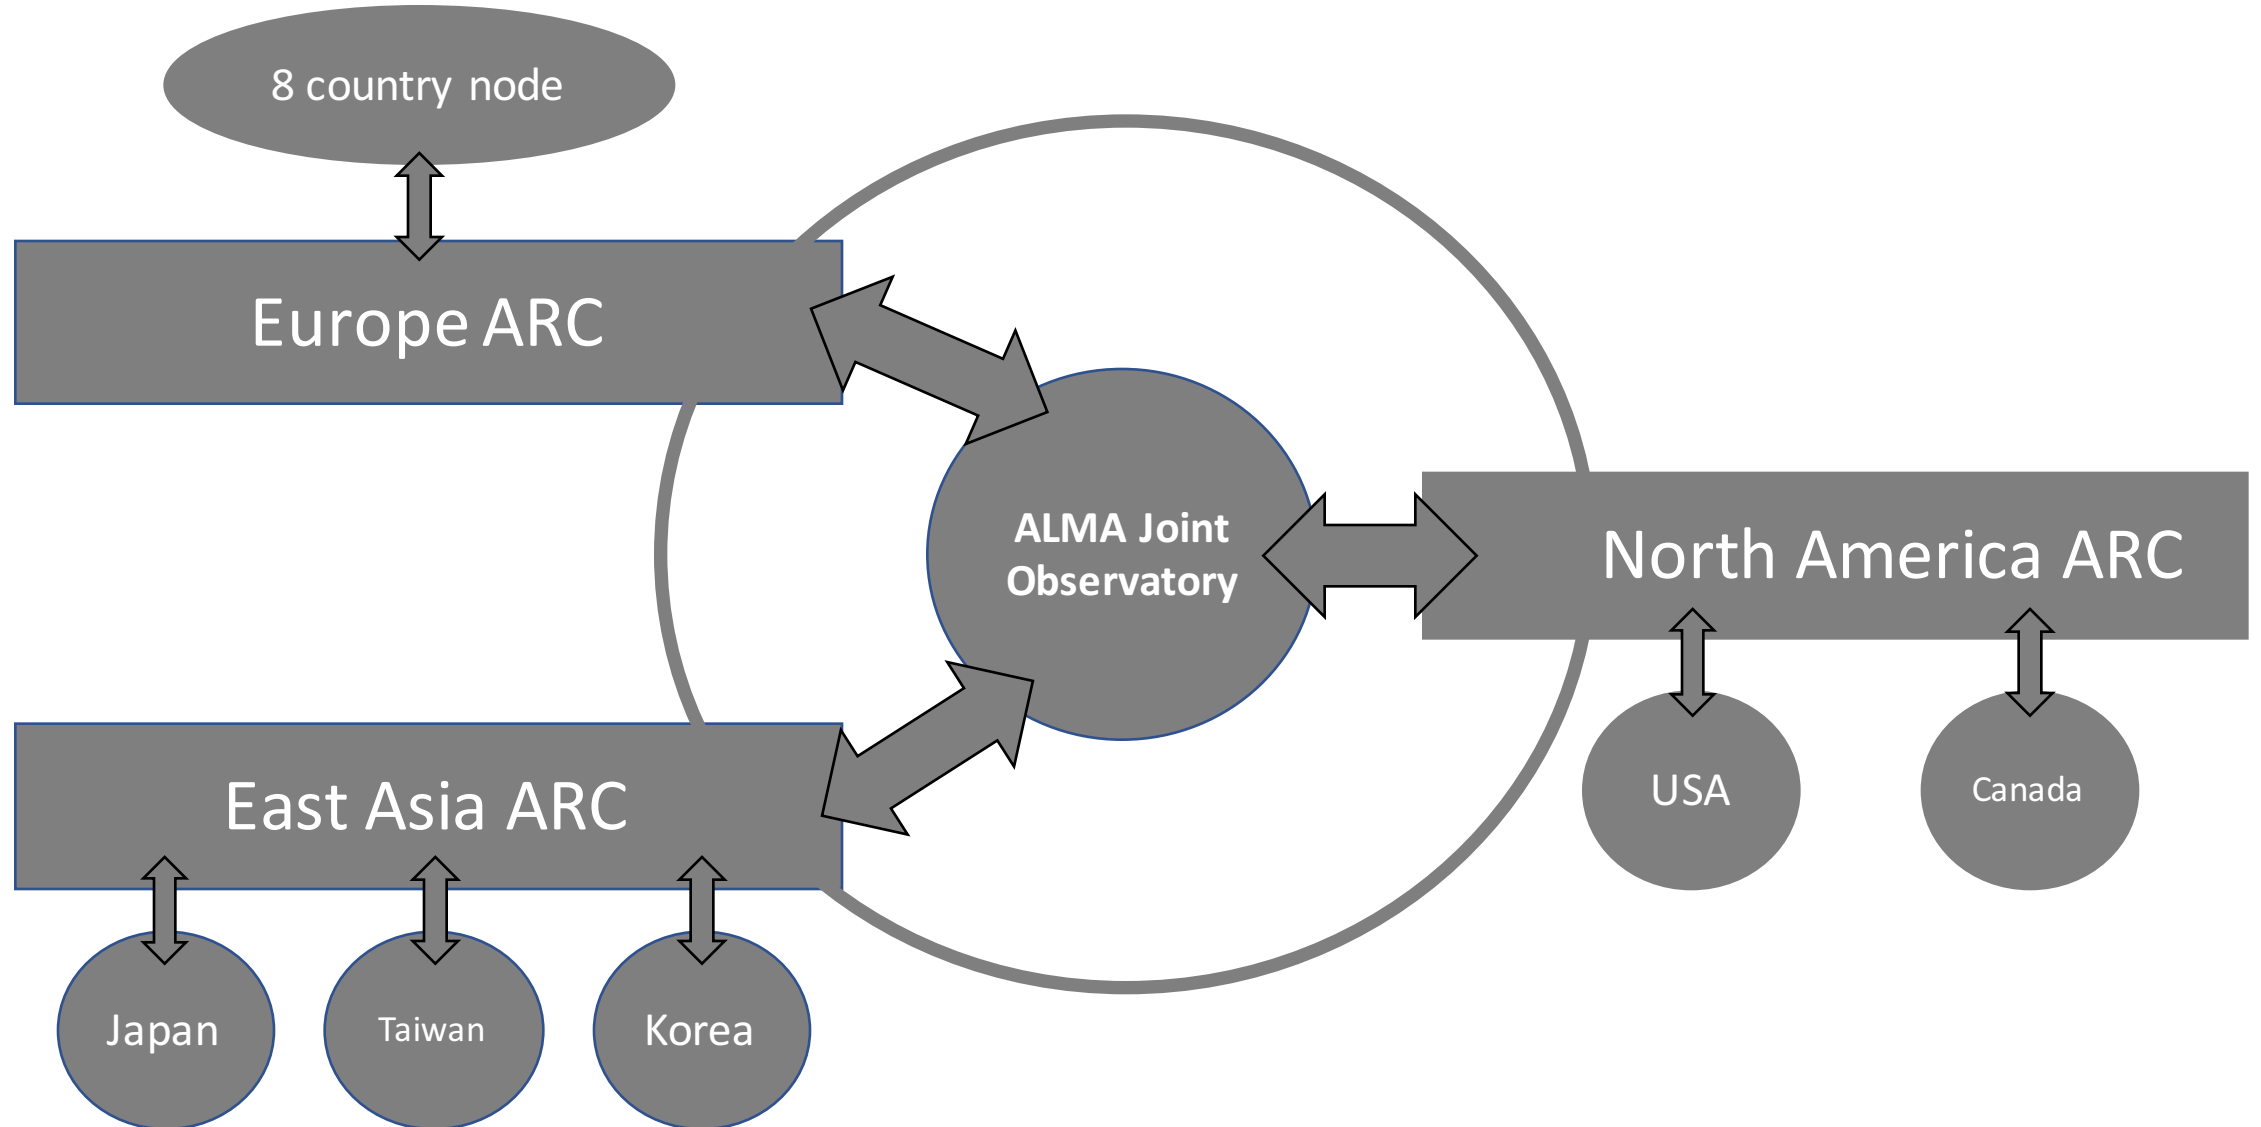 8 country node
Europe ARC
ALMA Joint
Observatory
North America ARC
East Asia ARC
USA
Canada
Japan
Taiwan
Korea